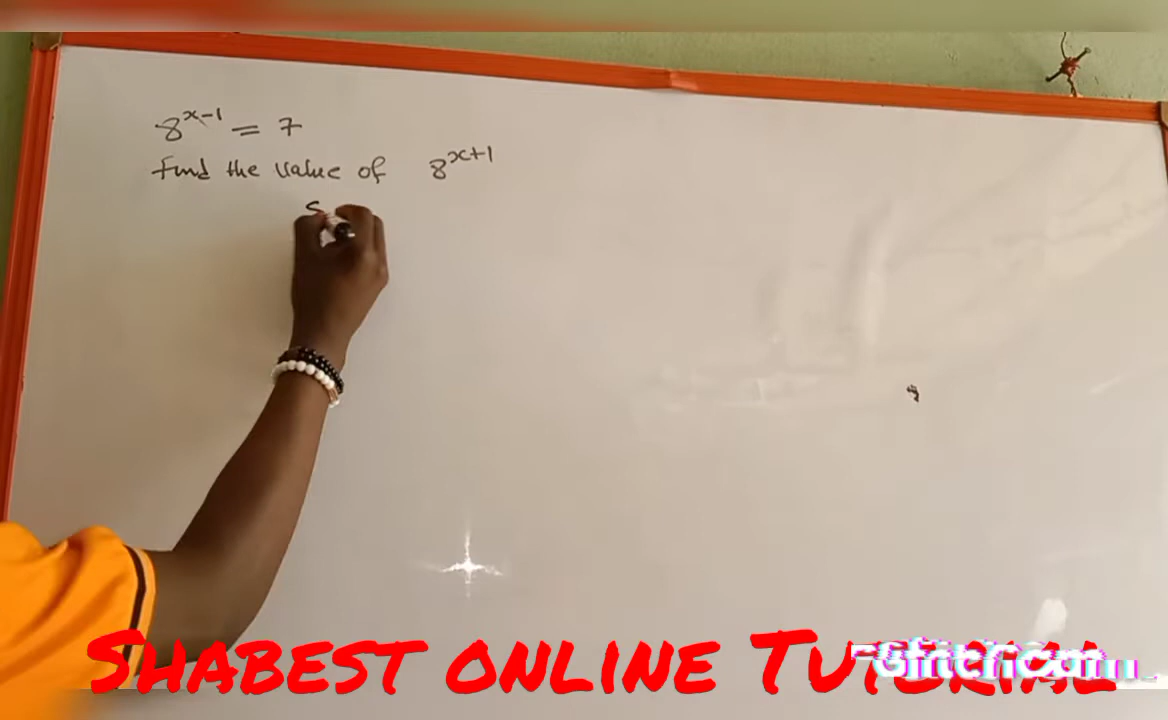 8^{x-1} = 7
Find the value of 8^{x+1}
S
SHABEST ONLINE TUTORIAL